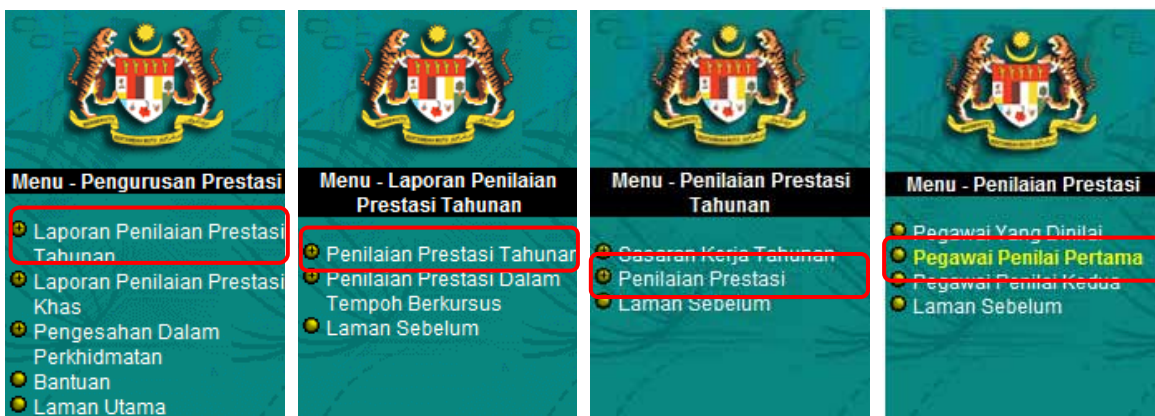 Menu - Pengurusan Prestasi
Laporan Penilaian Prestasi
Tahunan
Laporan Penilaian Prestasi
Khas
Pengesahan Dalam
Perkhidmatan
Bantuan
Laman Utama
Menu - Laporan Penilaian
Prestasi Tahunan
Penilaian Prestasi Tahunan
Penilaian Prestasi Dalam
Tempoh Berkursus
Laman Sebelum
Menu - Penilaian Prestasi
Tahunan
Sasaran Kerja Tahunan
Penilaian Prestasi
Laman Sebelum
Menu - Penilaian Prestasi
Pegawai Yang Dinilai
Pegawai Penilai Pertama
Pegawai Penilai Kedua
Laman Sebelum